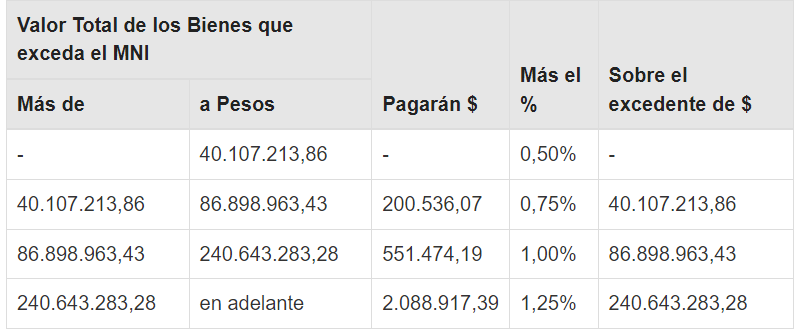 Valor Total de los Bienes que
exceda el MNI
Más de a Pesos Pagarán $ Más el
% Sobre el
excedente de $
- 40.107.213,86 - 0,50% -
40.107.213,86 86.898.963,43 200.536,07 0,75% 40.107.213,86
86.898.963,43 240.643.283,28 551.474,19 1,00% 86.898.963,43
240.643.283,28 en adelante 2.088.917,39 1,25% 240.643.283,28